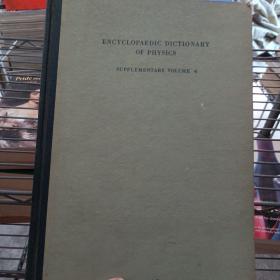 ENCYCLOPAEDIC DICTIONARY
OF PHYSICS
SUPPLEMENTARY VOLUME 4